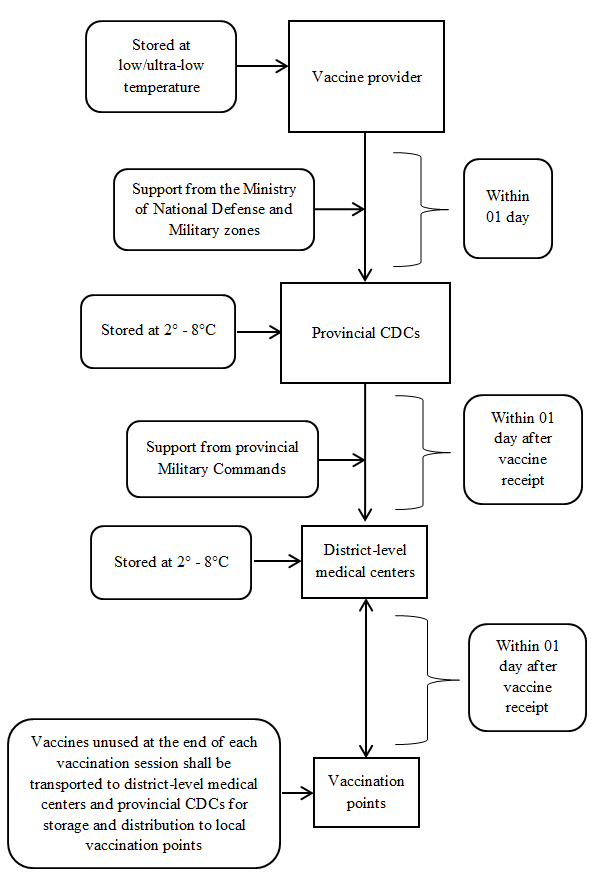 Stored at
low/ultra-low
temperature
Vaccine provider
Support from the Ministry
of National Defense and
Military zones
Within
01 day
Stored at 2° - 8°C
Provincial CDCs
Support from provincial
Military Commands
Within 01
day after
vaccine
receipt
Stored at 2° - 8°C
District-level
medical centers
Within 01
day after
vaccine
receipt
Vaccines unused at the end of each
vaccination session shall be
transported to district-level medical
centers and provincial CDCs for
storage and distribution to local
vaccination points
Vaccination
points